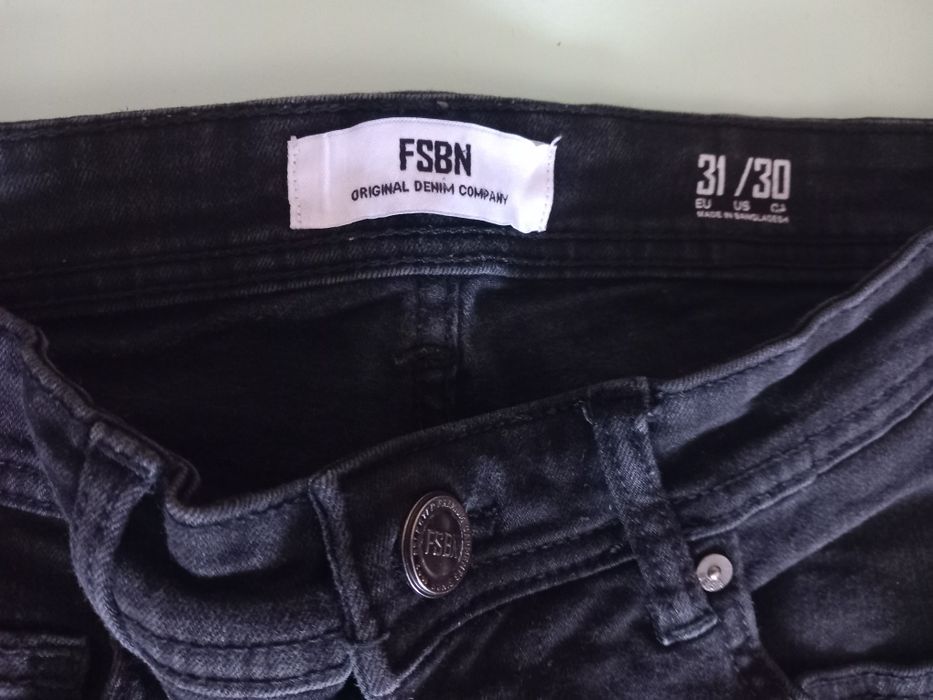 FSBN
ORIGINAL DENIM COMPANY
31/30
EU US CA
MADE IN BANGLADESH
FSBN